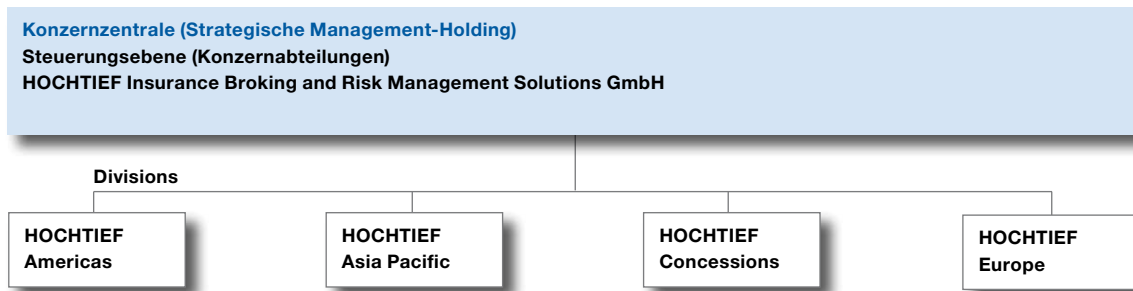 Konzernzentrale (Strategische Management-Holding)
Steuerungsebene (Konzernabteilungen)
HOCHTIEF Insurance Broking and Risk Management Solutions GmbH
Divisions
HOCHTIEF
Americas
HOCHTIEF
Asia Pacific
HOCHTIEF
Concessions
HOCHTIEF
Europe